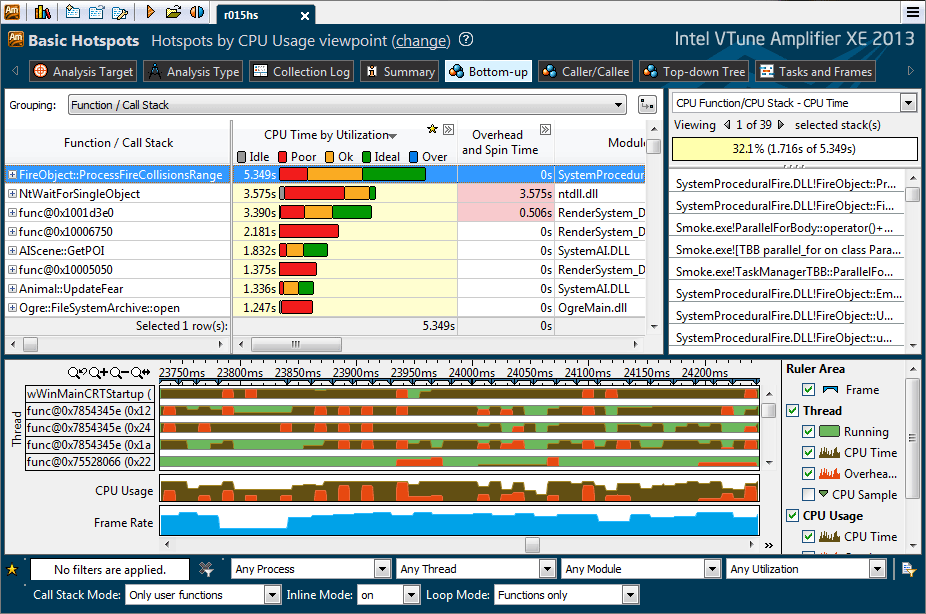 r015hs
Basic Hotspots Hotspots by CPU Usage viewpoint (change) ?
Intel VTune Amplifier XE 2013
Analysis Target Analysis Type Collection Log Summary Bottom-up Caller/Callee Top-down Tree Tasks and Frames
Grouping: Function / Call Stack
Function / Call Stack
CPU Time by Utilization
Idle Poor Ok Ideal Over
Overhead and Spin Time
Module
FireObject::ProcessFireCollisionsRange 5.349s 0s SystemProcedur
NtWaitForSingleObject 3.575s 3.575s ntdll.dll
func@0x1001d3e0 3.390s 0.506s RenderSystem_D
func@0x10006750 2.181s 0s RenderSystem_D
AIScene::GetPOI 1.832s 0s SystemAI.DLL
func@0x10005050 1.375s 0s RenderSystem_D
Animal::UpdateFear 1.336s 0s SystemAI.DLL
Ogre::FileSystemArchive::open 1.247s 0s OgreMain.dll
Selected 1 row(s): 5.349s 0s
CPU Function/CPU Stack - CPU Time
Viewing 1 of 39 selected stack(s)
32.1% (1.716s of 5.349s)
SystemProceduralFire.DLL!FireObject::Pr...
SystemProceduralFire.DLL!FireObject::Fi...
Smoke.exe!ParallelForBody::operator()+...
Smoke.exe![TBB parallel_for on class Para...
Smoke.exe!TaskManagerTBB::ParallelFo...
SystemProceduralFire.DLL!FireObject::Em...
SystemProceduralFire.DLL!FireObject::U...
SystemProceduralFire.DLL!FireObject::u...
23750ms 23800ms 23850ms 23900ms 23950ms 24000ms 24050ms 24100ms 24150ms 24200ms
Thread
wWinMainCRTStartup (
func@0x7854345e (0x12
func@0x7854345e (0x24
func@0x7854345e (0x1a
func@0x75528066 (0x22
CPU Usage
Frame Rate
Ruler Area
Frame
Thread
Running
CPU Time
Overhea...
CPU Sample
CPU Usage
CPU Time
No filters are applied. Any Process Any Thread Any Module Any Utilization
Call Stack Mode: Only user functions Inline Mode: on Loop Mode: Functions only